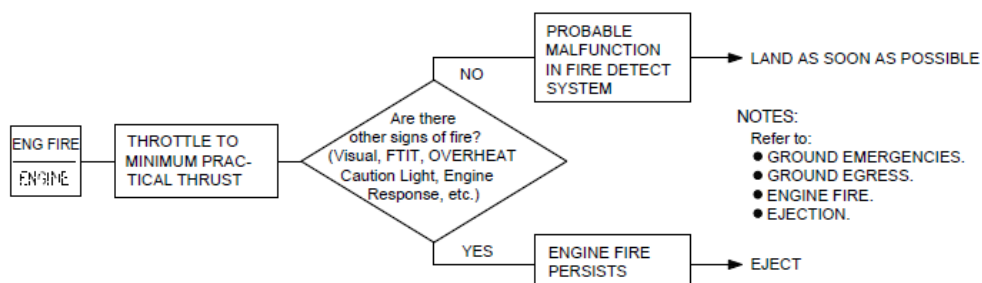 ENG FIRE
ENGINE
THROTTLE TO
MINIMUM PRAC-
TICAL THRUST
Are there
other signs of fire?
(Visual, FTIT, OVERHEAT
Caution Light, Engine
Response, etc.)
NO
PROBABLE
MALFUNCTION
IN FIRE DETECT
SYSTEM
LAND AS SOON AS POSSIBLE
YES
ENGINE FIRE
PERSISTS
EJECT
NOTES:
Refer to:
● GROUND EMERGENCIES.
● GROUND EGRESS.
● ENGINE FIRE.
● EJECTION.